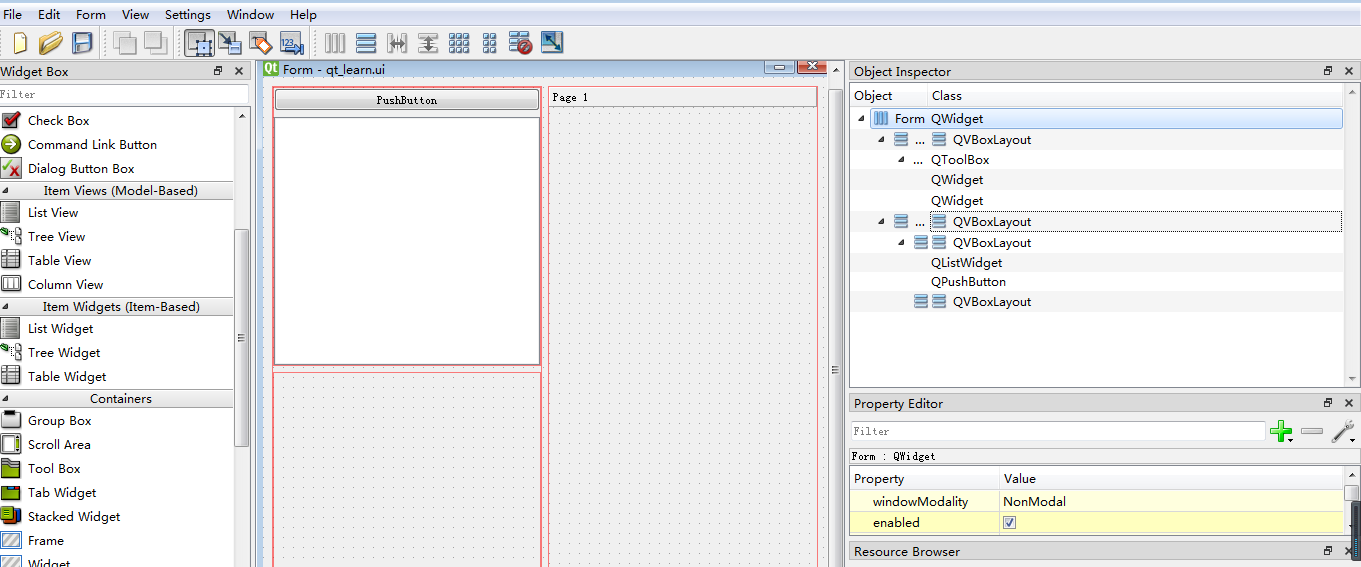 File Edit Form View Settings Window Help
Widget Box
Filter
Check Box
Command Link Button
Dialog Button Box
Item Views (Model-Based)
List View
Tree View
Table View
Column View
Item Widgets (Item-Based)
List Widget
Tree Widget
Table Widget
Containers
Group Box
Scroll Area
Tool Box
Tab Widget
Stacked Widget
Frame
Widget
Qt Form - qt_learn.ui
PushButton
Page 1
Object Inspector
Object Class
Form QWidget
... QVBoxLayout
... QToolBox
QWidget
QWidget
... QVBoxLayout
QVBoxLayout
QListWidget
QPushButton
QVBoxLayout
Property Editor
Filter
Form : QWidget
Property Value
windowModality NonModal
enabled
Resource Browser